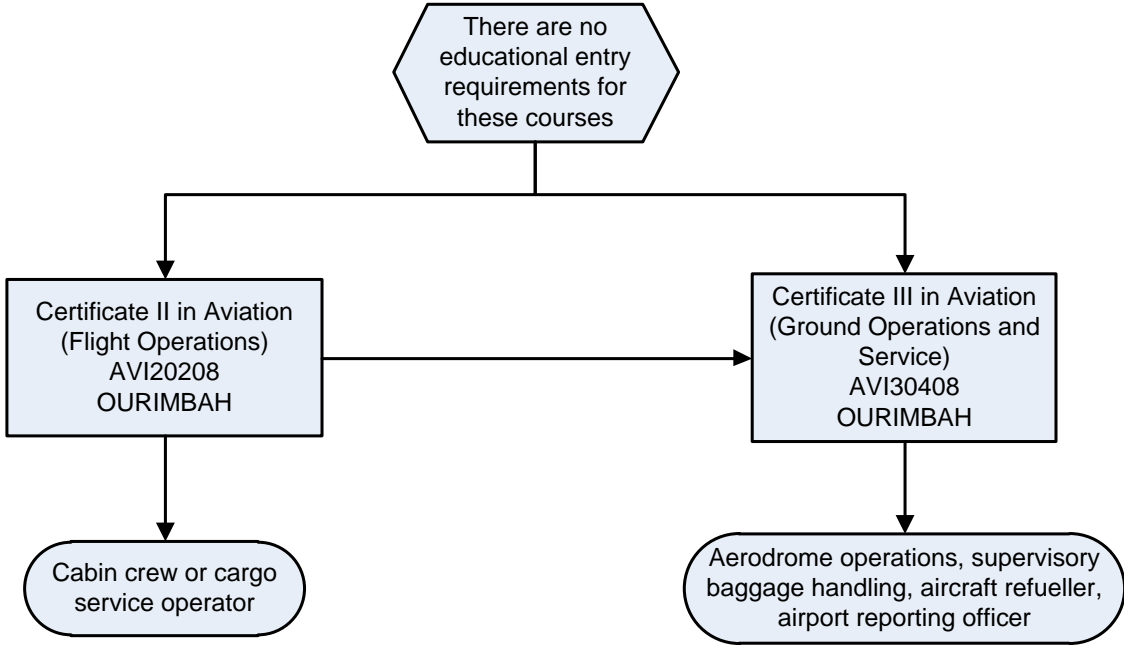 There are no
educational entry
requirements for
these courses
Certificate II in Aviation
(Flight Operations)
AVI20208
OURIMBAH
Certificate III in Aviation
(Ground Operations and
Service)
AVI30408
OURIMBAH
Cabin crew or cargo
service operator
Aerodrome operations, supervisory
baggage handling, aircraft refueller,
airport reporting officer